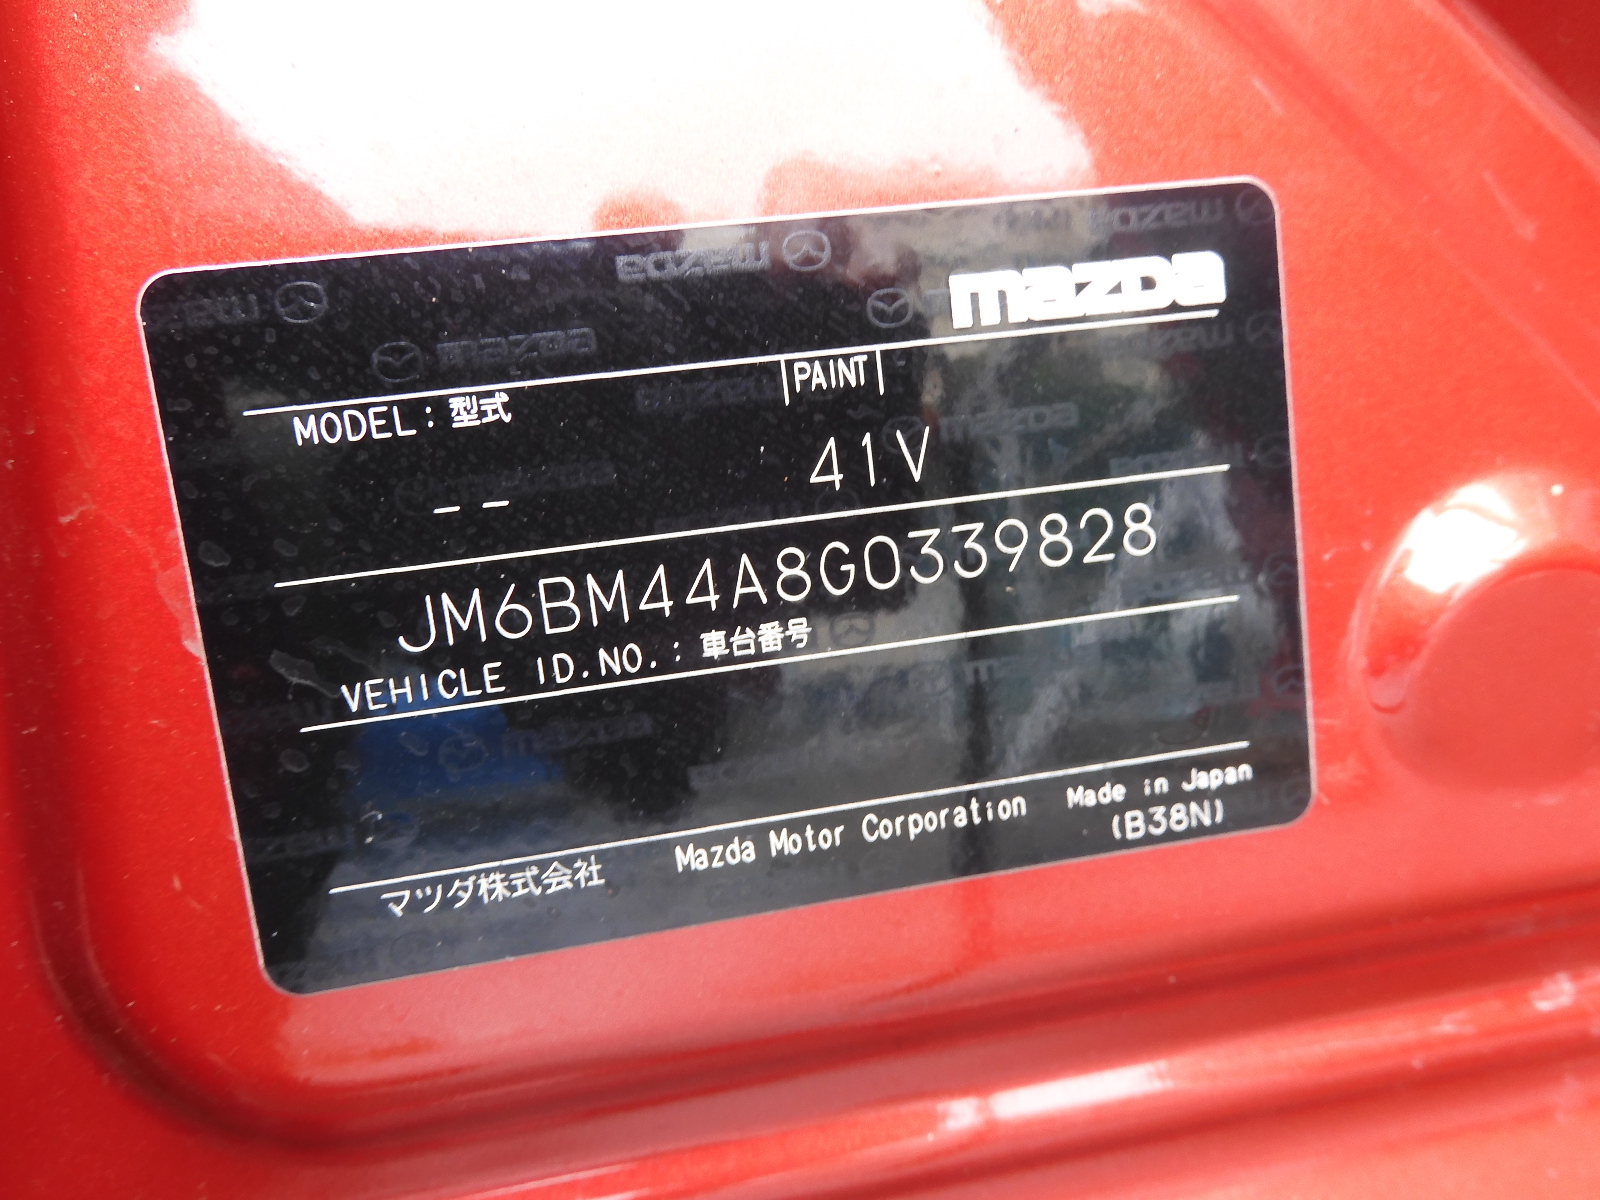 mazda
MODEL: 型式
PAINT
-- 41V
JM6BM44A8G0339828
VEHICLE ID.NO.: 車台番号
マツダ株式会社 Mazda Motor Corporation Made in Japan
(B38N)